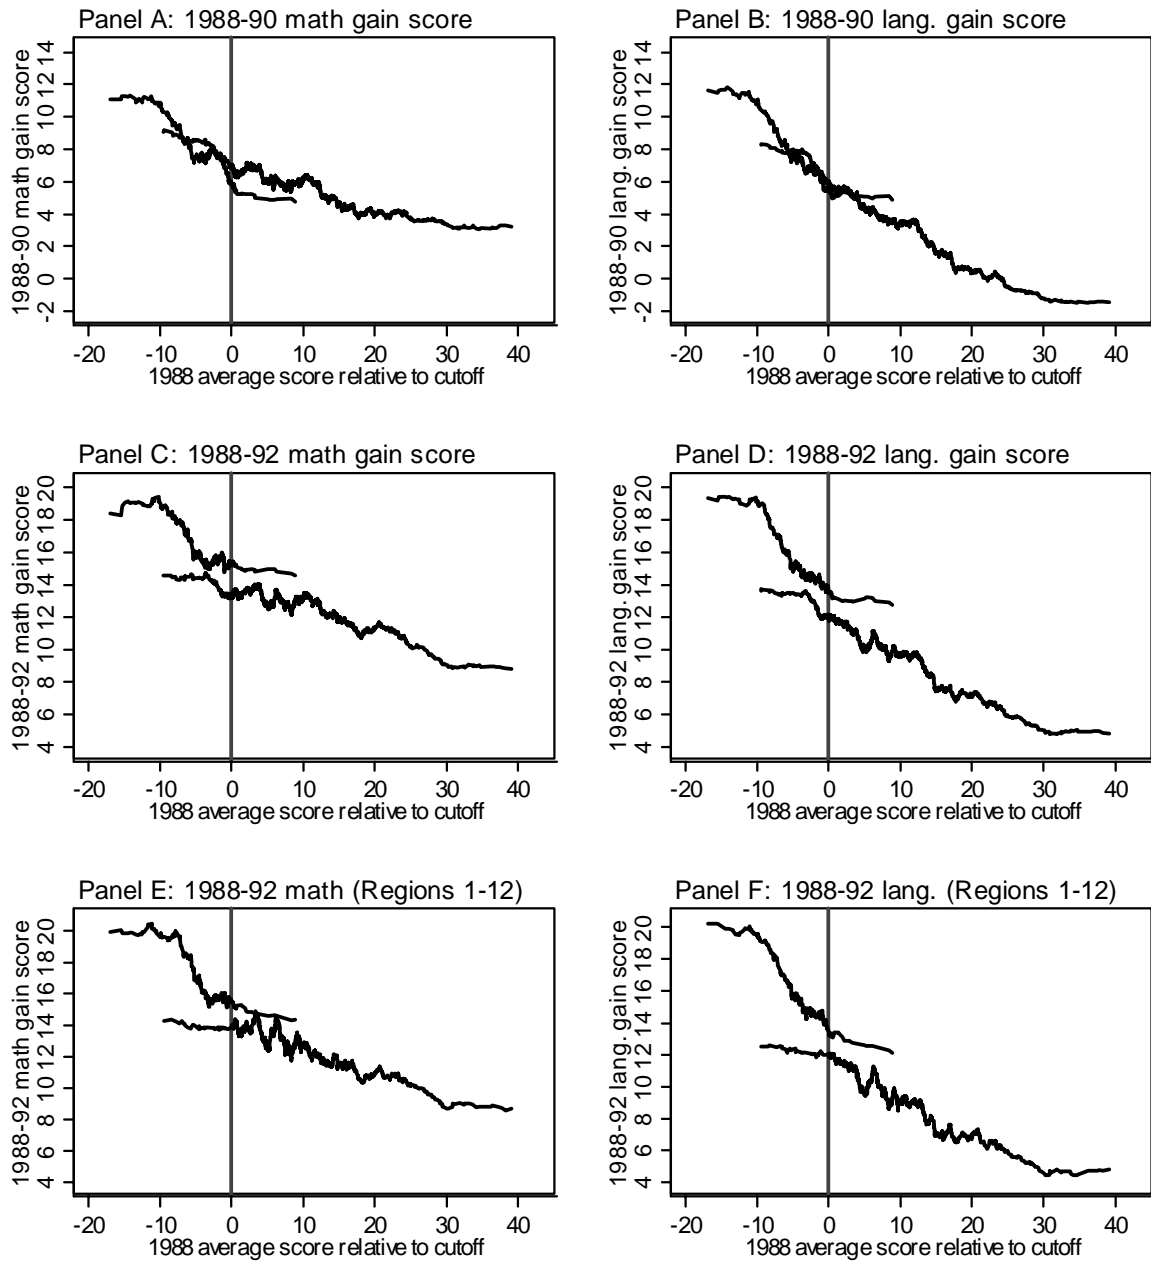 Panel A: 1988-90 math gain score
1988-90 math gain score
-2 0 2 4 6 8 10 12 14
-20 -10 0 10 20 30 40
1988 average score relative to cutoff
Panel B: 1988-90 lang. gain score
1988-90 lang. gain score
-2 0 2 4 6 8 10 12 14
-20 -10 0 10 20 30 40
1988 average score relative to cutoff
Panel C: 1988-92 math gain score
1988-92 math gain score
4 6 8 10 12 14 16 18 20
-20 -10 0 10 20 30 40
1988 average score relative to cutoff
Panel D: 1988-92 lang. gain score
1988-92 lang. gain score
4 6 8 10 12 14 16 18 20
-20 -10 0 10 20 30 40
1988 average score relative to cutoff
Panel E: 1988-92 math (Regions 1-12)
1988-92 math gain score
4 6 8 10 12 14 16 18 20
-20 -10 0 10 20 30 40
1988 average score relative to cutoff
Panel F: 1988-92 lang. (Regions 1-12)
1988-92 lang. gain score
4 6 8 10 12 14 16 18 20
-20 -10 0 10 20 30 40
1988 average score relative to cutoff